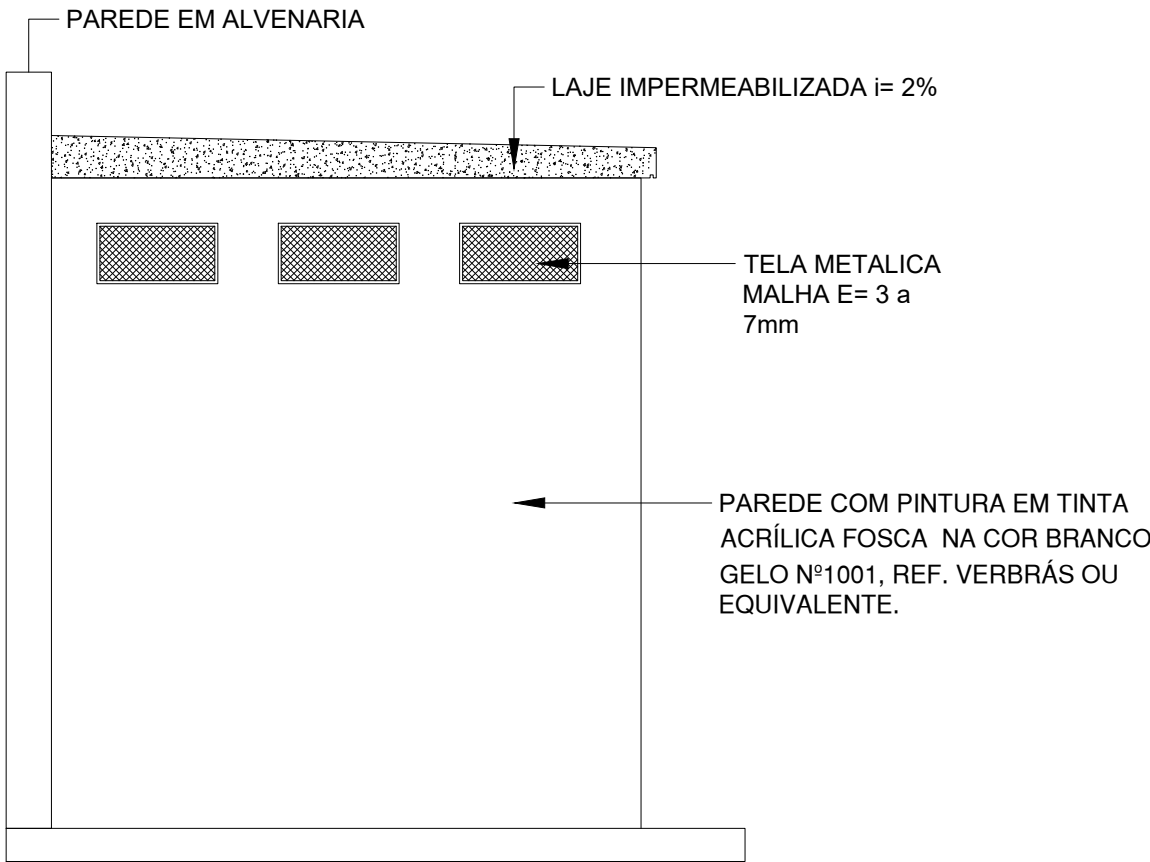 PAREDE EM ALVENARIA
LAJE IMPERMEABILIZADA i= 2%
TELA METALICA
MALHA E= 3 a
7mm
PAREDE COM PINTURA EM TINTA
ACRÍLICA FOSCA  NA COR BRANCO
GELO Nº1001, REF. VERBRÁS OU
EQUIVALENTE.